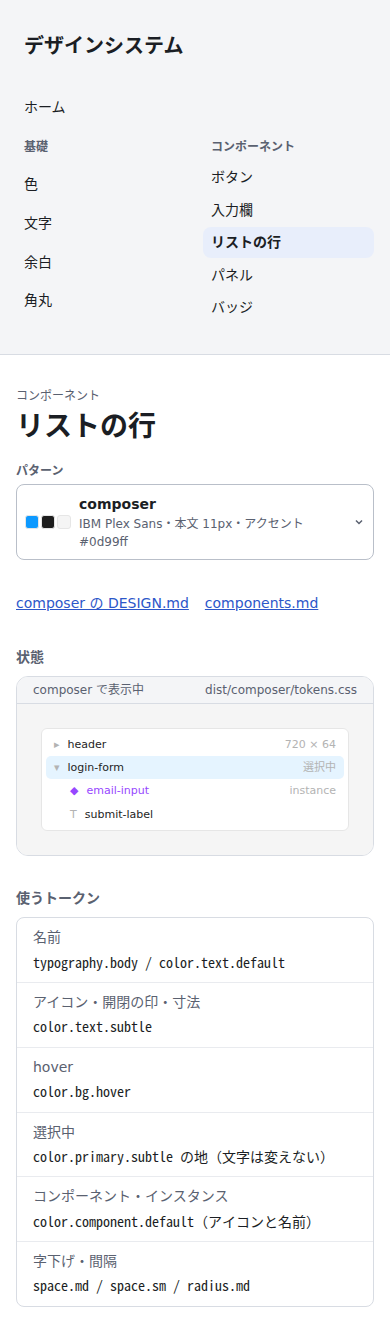 デザインシステム
ホーム
基礎
色
文字
余白
角丸
コンポーネント
ボタン
入力欄
リストの行
パネル
バッジ
コンポーネント
リストの行
パターン
composer
IBM Plex Sans・本文 11px・アクセント
#0d99ff
composer の DESIGN.md components.md
状態
composer で表示中 dist/composer/tokens.css
▸ header 720 × 64
▾ login-form 選択中
◆ email-input instance
T submit-label
使うトークン
名前
typography.body / color.text.default
アイコン・開閉の印・寸法
color.text.subtle
hover
color.bg.hover
選択中
color.primary.subtle の地（文字は変えない）
コンポーネント・インスタンス
color.component.default（アイコンと名前）
字下げ・間隔
space.md / space.sm / radius.md